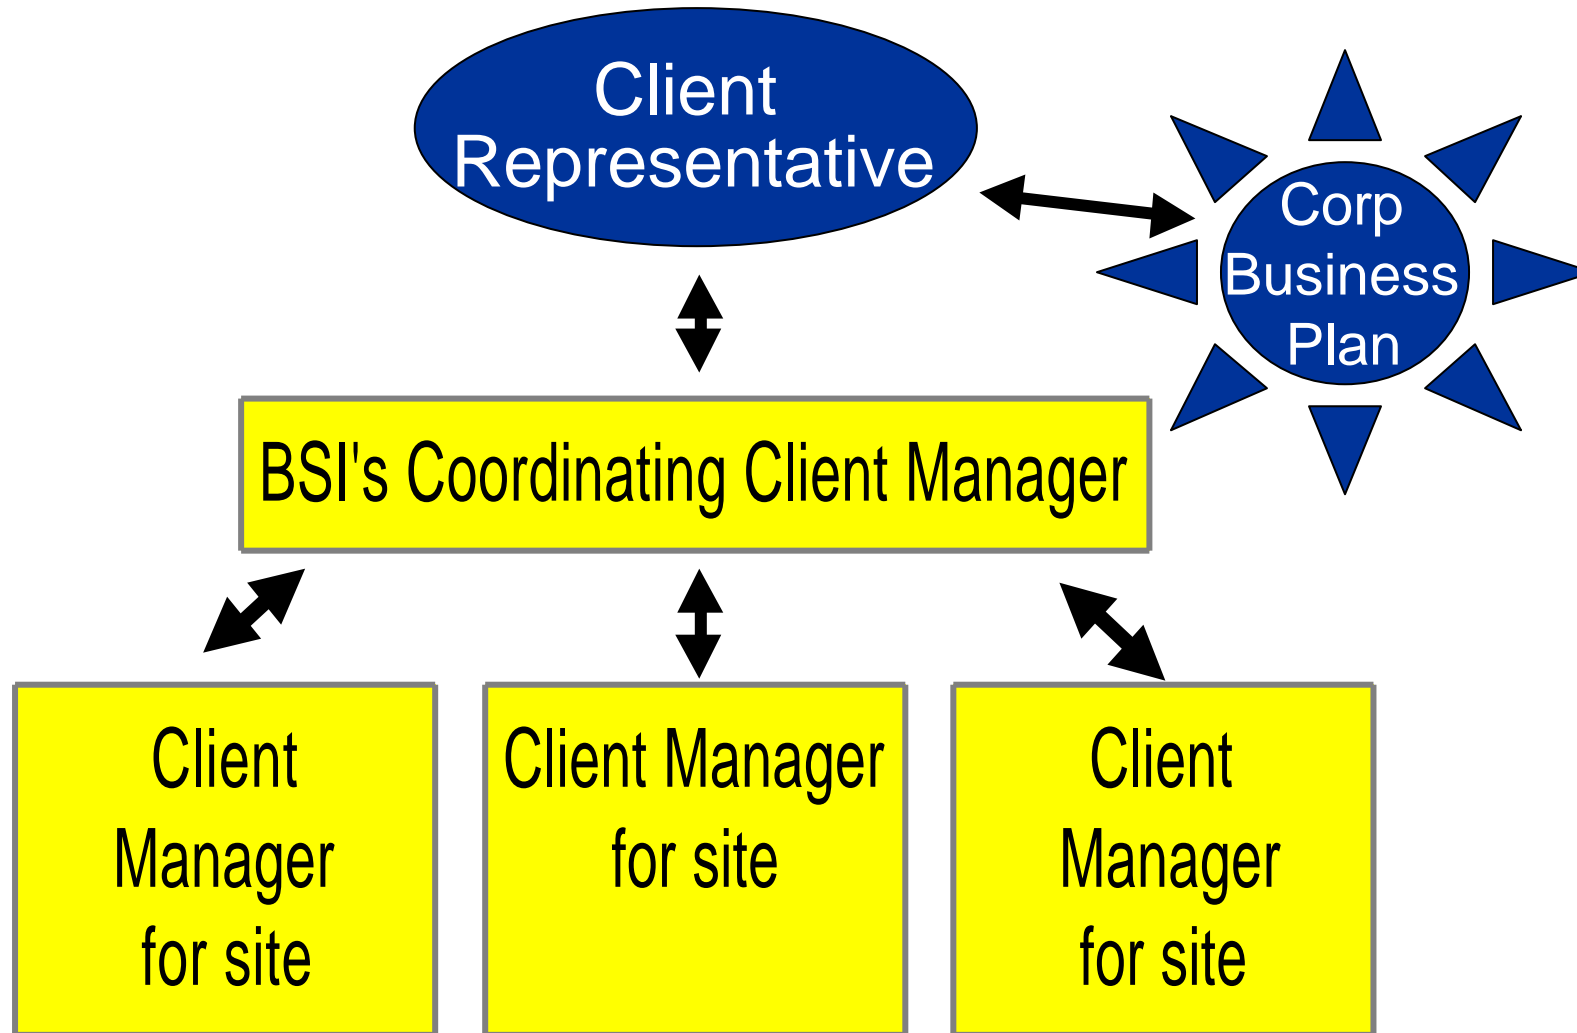 Client
Representative
Corp
Business
Plan
BSI's Coordinating Client Manager
Client
Manager
for site
Client Manager
for site
Client
Manager
for site